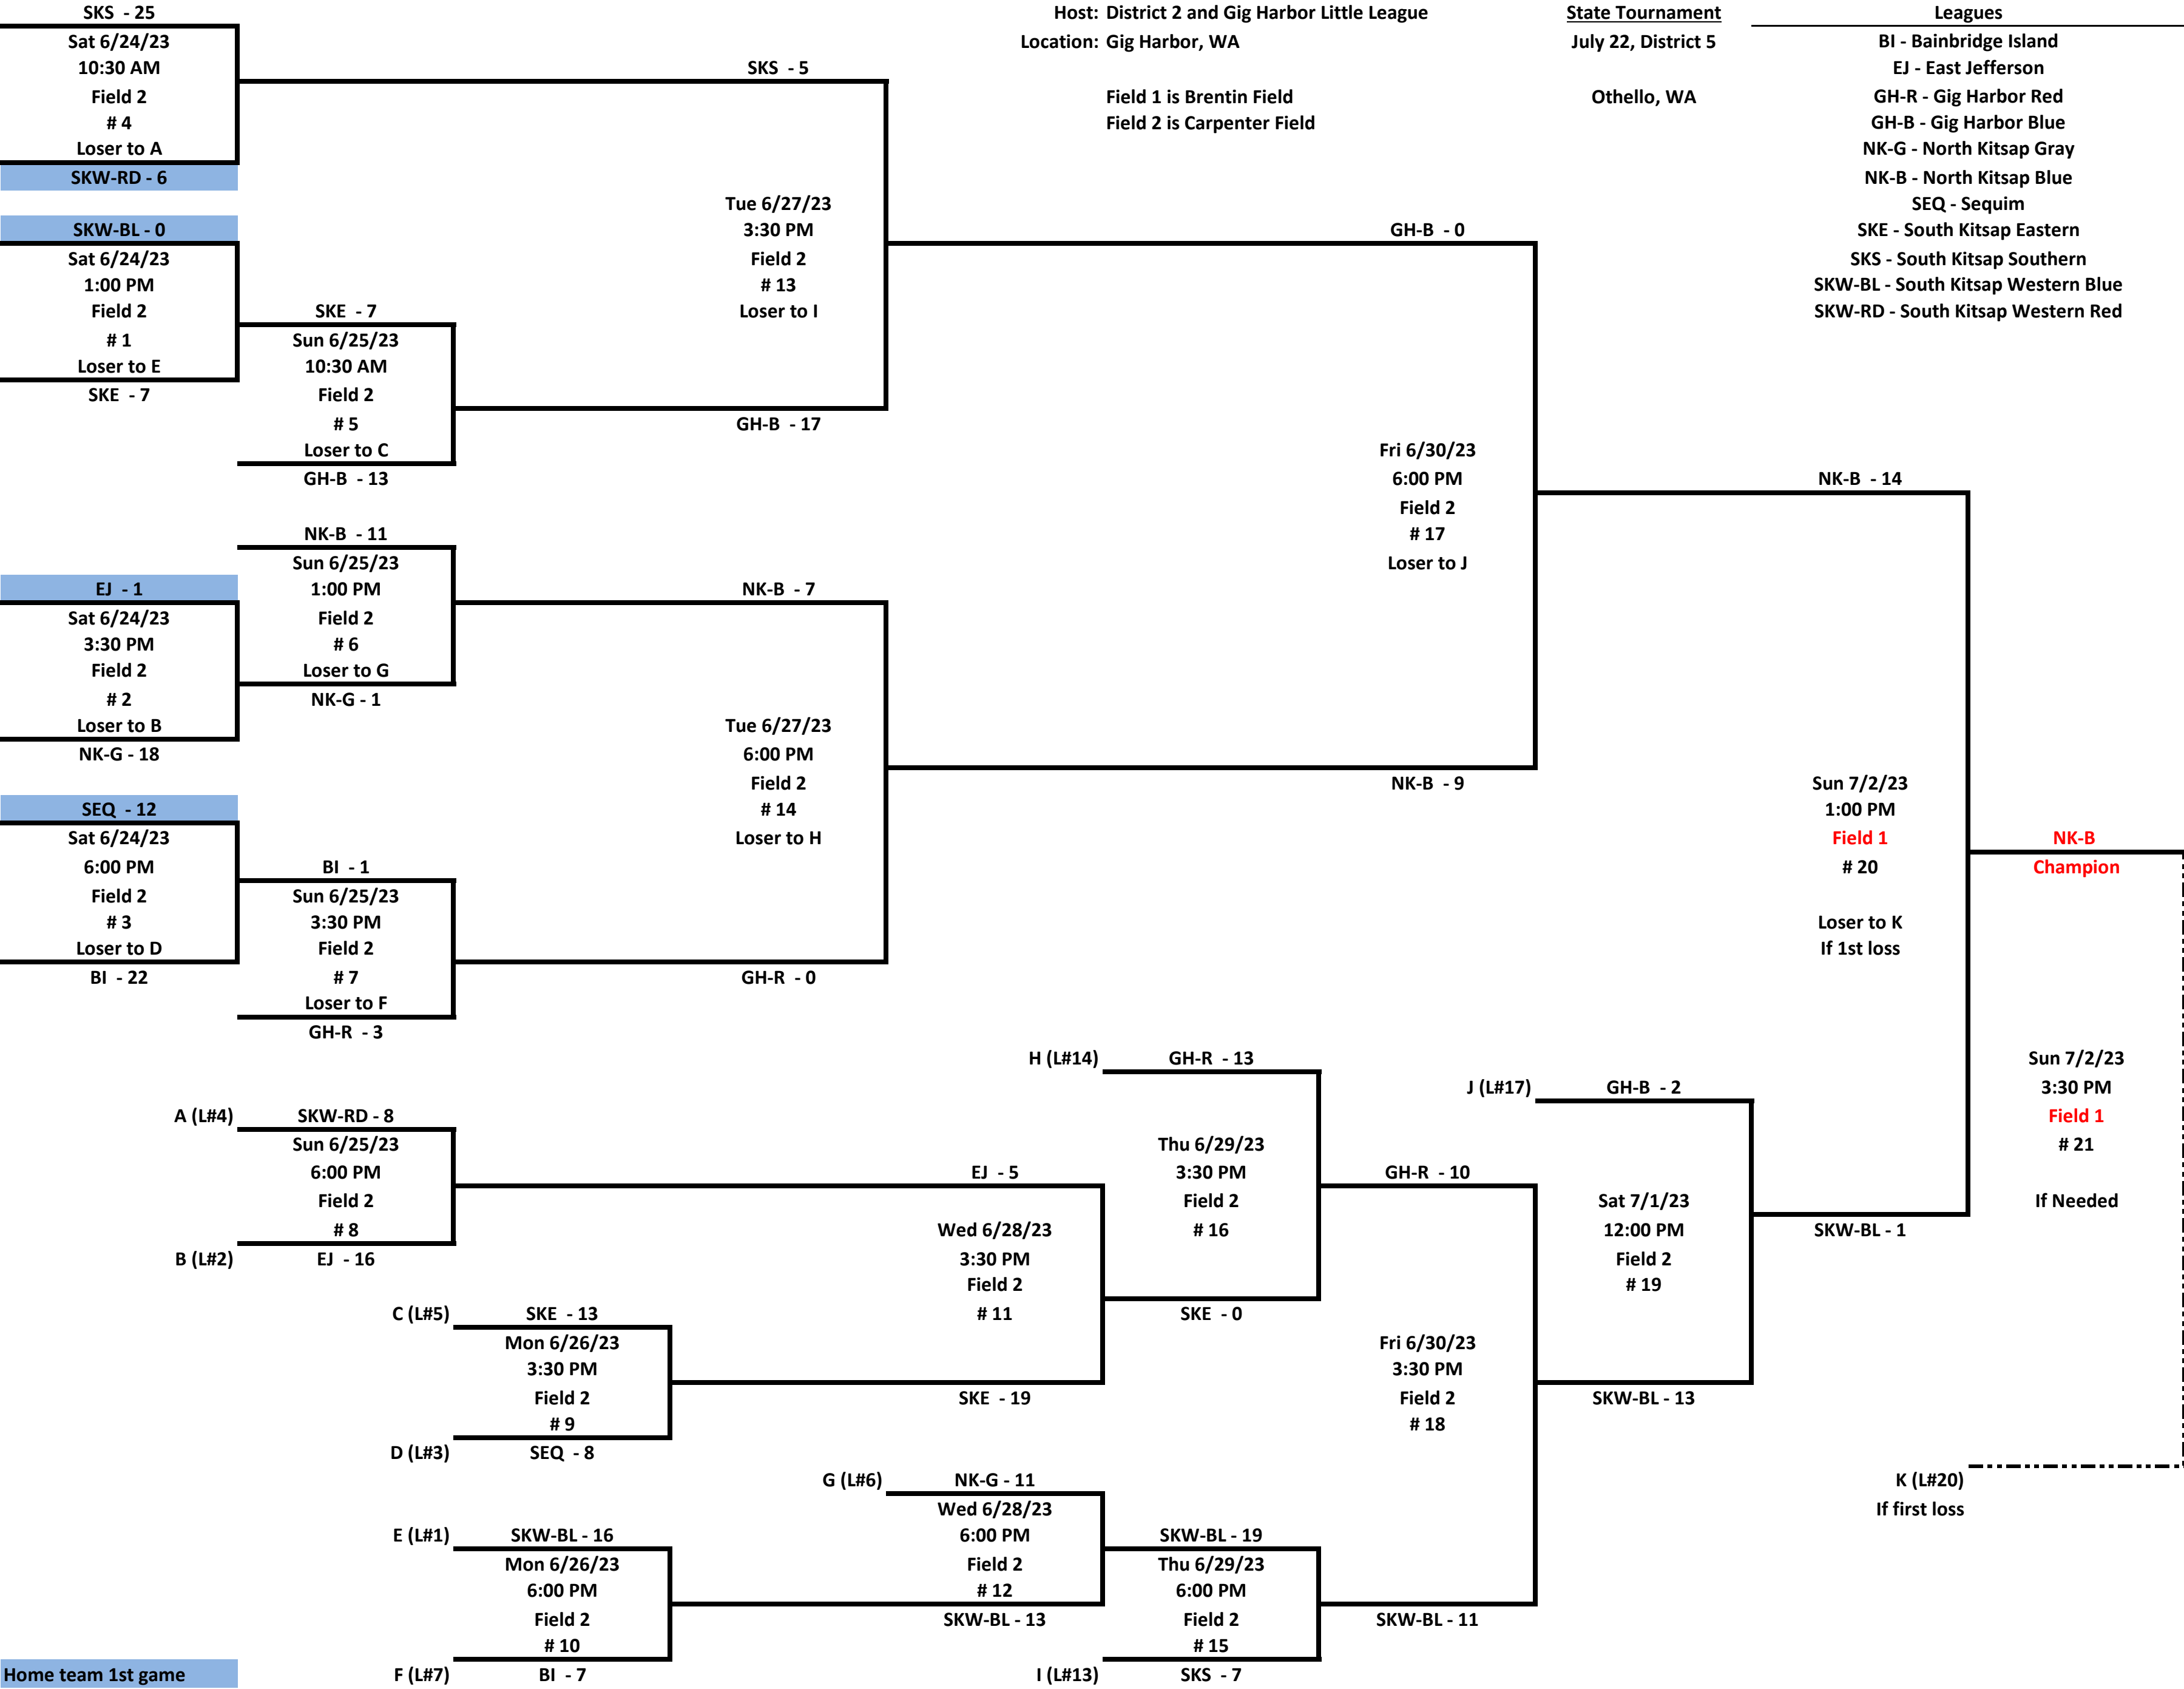 Host: District 2 and Gig Harbor Little League
Location: Gig Harbor, WA
Field 1 is Brentin Field
Field 2 is Carpenter Field
State Tournament
July 22, District 5
Othello, WA
Leagues
BI - Bainbridge Island
EJ - East Jefferson
GH-R - Gig Harbor Red
GH-B - Gig Harbor Blue
NK-G - North Kitsap Gray
NK-B - North Kitsap Blue
SEQ - Sequim
SKE - South Kitsap Eastern
SKS - South Kitsap Southern
SKW-BL - South Kitsap Western Blue
SKW-RD - South Kitsap Western Red
SKS - 25
Sat 6/24/23
10:30 AM
Field 2
# 4
Loser to A
SKW-RD - 6
SKW-BL - 0
Sat 6/24/23
1:00 PM
Field 2
# 1
Loser to E
SKE - 7
EJ - 1
Sat 6/24/23
3:30 PM
Field 2
# 2
Loser to B
NK-G - 18
SEQ - 12
Sat 6/24/23
6:00 PM
Field 2
# 3
Loser to D
BI - 22
SKE - 7
Sun 6/25/23
10:30 AM
Field 2
# 5
Loser to C
GH-B - 13
NK-B - 11
Sun 6/25/23
1:00 PM
Field 2
# 6
Loser to G
NK-G - 1
BI - 1
Sun 6/25/23
3:30 PM
Field 2
# 7
Loser to F
GH-R - 3
SKS - 5
Tue 6/27/23
3:30 PM
Field 2
# 13
Loser to I
GH-B - 17
NK-B - 7
Tue 6/27/23
6:00 PM
Field 2
# 14
Loser to H
GH-R - 0
GH-B - 0
Fri 6/30/23
6:00 PM
Field 2
# 17
Loser to J
NK-B - 9
NK-B - 14
Sun 7/2/23
1:00 PM
Field 1
# 20
Loser to K
If 1st loss
SKW-BL - 1
NK-B
Champion
Sun 7/2/23
3:30 PM
Field 1
# 21
If Needed
K (L#20)
If first loss
A (L#4)
SKW-RD - 8
Sun 6/25/23
6:00 PM
Field 2
# 8
B (L#2)
EJ - 16
C (L#5)
SKE - 13
Mon 6/26/23
3:30 PM
Field 2
# 9
D (L#3)
SEQ - 8
E (L#1)
SKW-BL - 16
Mon 6/26/23
6:00 PM
Field 2
# 10
F (L#7)
BI - 7
EJ - 5
Wed 6/28/23
3:30 PM
Field 2
# 11
SKE - 19
G (L#6)
NK-G - 11
Wed 6/28/23
6:00 PM
Field 2
# 12
SKW-BL - 13
H (L#14)
GH-R - 13
Thu 6/29/23
3:30 PM
Field 2
# 16
SKE - 0
SKW-BL - 19
Thu 6/29/23
6:00 PM
Field 2
# 15
I (L#13)
SKS - 7
GH-R - 10
Fri 6/30/23
3:30 PM
Field 2
# 18
SKW-BL - 11
J (L#17)
GH-B - 2
Sat 7/1/23
12:00 PM
Field 2
# 19
SKW-BL - 13
Home team 1st game